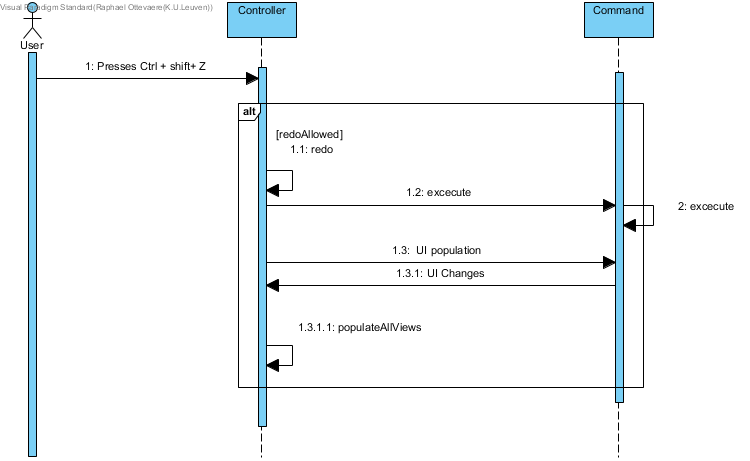 Visual Paradigm Standard(Raphael Ottevaere(K.U.Leuven))
Controller
Command
User
1: Presses Ctrl + shift+ Z
alt
[redoAllowed]
1.1: redo
1.2: excecute
2: excecute
1.3:  UI population
1.3.1: UI Changes
1.3.1.1: populateAllViews